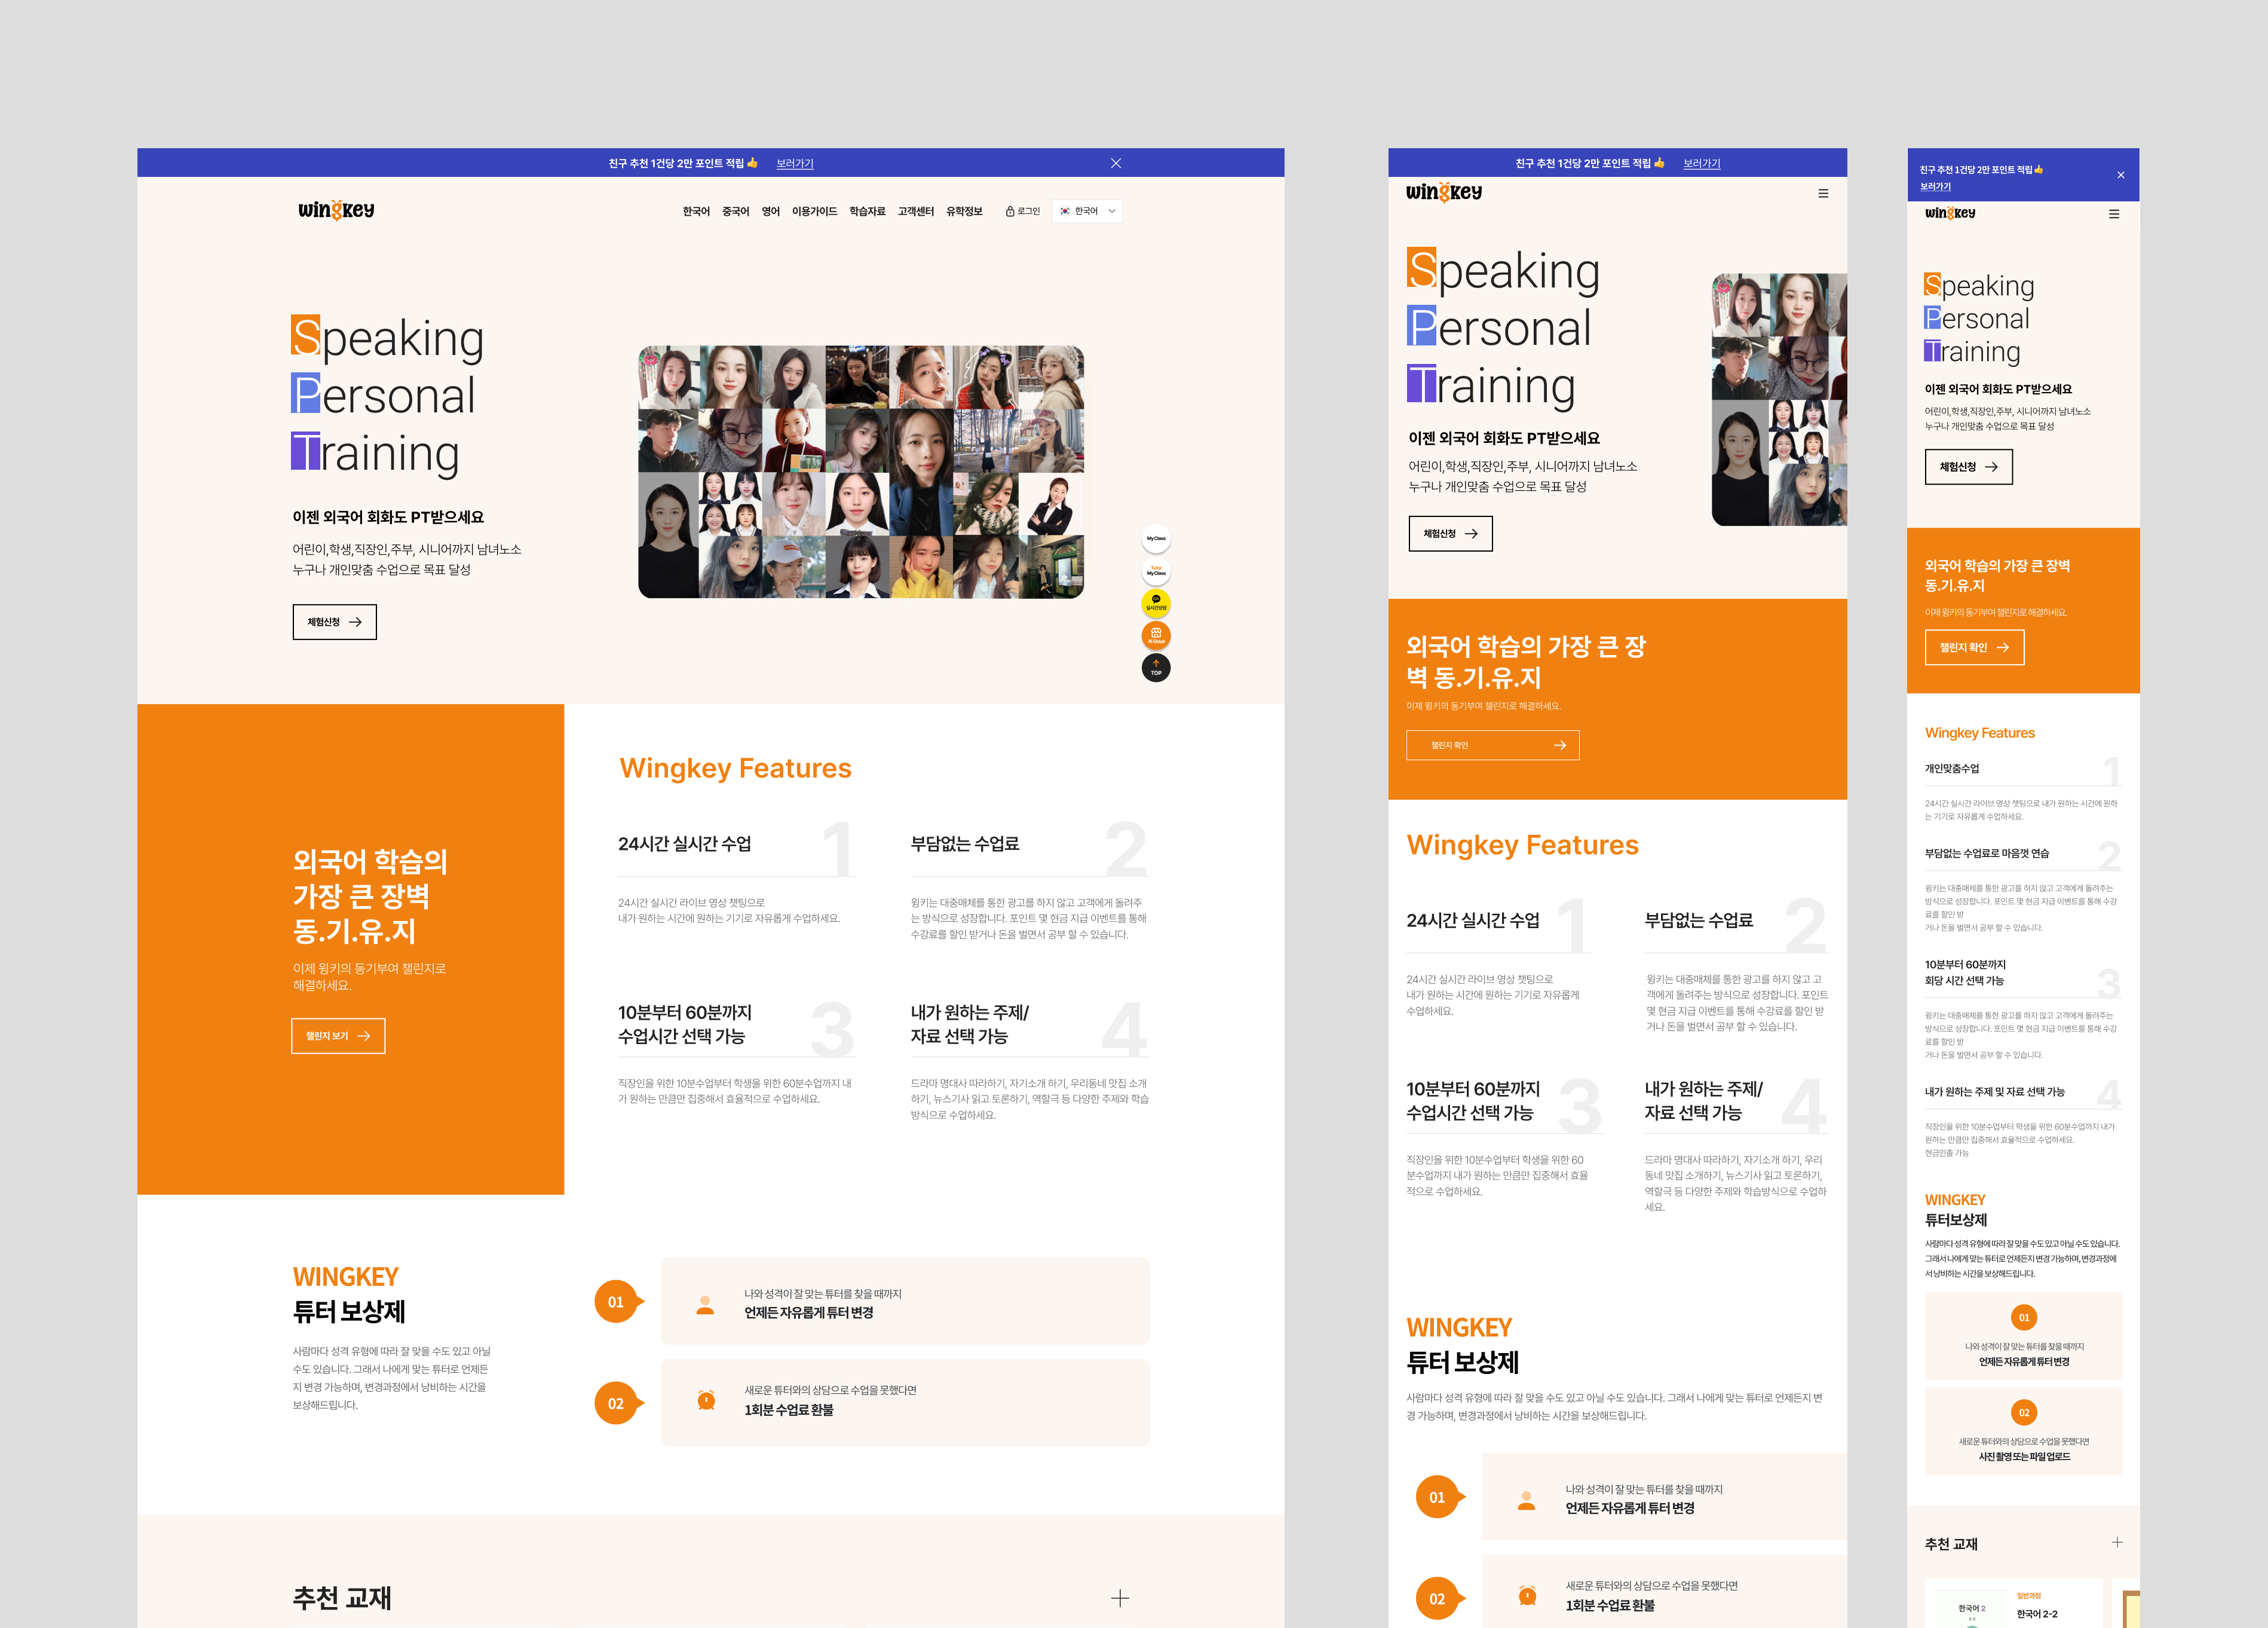 친구 추천 1건당 2만 포인트 적립 보러가기
wingkey
한국어 중국어 영어 이용가이드 학습자료 고객센터 유학정보 로그인 한국어
Speaking
Personal
Training
이젠 외국어 회화도 PT받으세요
어린이,학생,직장인,주부, 시니어까지 남녀노소
누구나 개인맞춤 수업으로 목표 달성
체험신청
My Class
Tutor
My Class
실시간상담
TOP
외국어 학습의
가장 큰 장벽
동.기.유.지
이제 윙키의 동기부여 챌린지로
해결하세요.
챌린지 보기
Wingkey Features
24시간 실시간 수업 1
24시간 실시간 라이브 영상 챗팅으로
내가 원하는 시간에 원하는 기기로 자유롭게 수업하세요.
부담없는 수업료 2
윙키는 대중매체를 통한 광고를 하지 않고 고객에게 돌려주
는 방식으로 성장합니다. 포인트 몇 현금 지급 이벤트를 통해
수강료를 할인 받거나 돈을 벌면서 공부 할 수 있습니다.
10분부터 60분까지
수업시간 선택 가능 3
직장인을 위한 10분수업부터 학생을 위한 60분수업까지 내
가 원하는 만큼만 집중해서 효율적으로 수업하세요.
내가 원하는 주제/
자료 선택 가능 4
드라마 명대사 따라하기, 자기소개 하기, 우리동네 맛집 소개
하기, 뉴스기사 읽고 토론하기, 역할극 등 다양한 주제와 학습
방식으로 수업하세요.
WINGKEY
튜터 보상제
사람마다 성격 유형에 따라 잘 맞을 수도 있고 아닐
수도 있습니다. 그래서 나에게 맞는 튜터로 언제든
지 변경 가능하며, 변경과정에서 낭비하는 시간을
보상해드립니다.
01
나와 성격이 잘 맞는 튜터를 찾을 때까지
언제든 자유롭게 튜터 변경
02
새로운 튜터와의 상담으로 수업을 못했다면
1회분 수업료 환불
추천 교재
친구 추천 1건당 2만 포인트 적립 보러가기
wingkey
Speaking
Personal
Training
이젠 외국어 회화도 PT받으세요
어린이,학생,직장인,주부, 시니어까지 남녀노소
누구나 개인맞춤 수업으로 목표 달성
체험신청
외국어 학습의 가장 큰 장
벽 동.기.유.지
이제 윙키의 동기부여 챌린지로 해결하세요.
챌린지 확인
Wingkey Features
24시간 실시간 수업 1
24시간 실시간 라이브 영상 챗팅으로
내가 원하는 시간에 원하는 기기로 자유롭게
수업하세요.
부담없는 수업료 2
윙키는 대중매체를 통한 광고를 하지 않고 고
객에게 돌려주는 방식으로 성장합니다. 포인트
몇 현금 지급 이벤트를 통해 수강료를 할인 받
거나 돈을 벌면서 공부 할 수 있습니다.
10분부터 60분까지
수업시간 선택 가능 3
직장인을 위한 10분수업부터 학생을 위한 60
분수업까지 내가 원하는 만큼만 집중해서 효율
적으로 수업하세요.
내가 원하는 주제/
자료 선택 가능 4
드라마 명대사 따라하기, 자기소개 하기, 우리
동네 맛집 소개하기, 뉴스기사 읽고 토론하기,
역할극 등 다양한 주제와 학습방식으로 수업하
세요.
WINGKEY
튜터 보상제
사람마다 성격 유형에 따라 잘 맞을 수도 있고 아닐 수도 있습니다. 그래서 나에게 맞는 튜터로 언제든지 변
경 가능하며, 변경과정에서 낭비하는 시간을 보상해드립니다.
01
나와 성격이 잘 맞는 튜터를 찾을 때까지
언제든 자유롭게 튜터 변경
02
새로운 튜터와의 상담으로 수업을 못했다면
1회분 수업료 환불
친구 추천 1건당 2만 포인트 적립
보러가기
wingkey
Speaking
Personal
Training
이젠 외국어 회화도 PT받으세요
어린이,학생,직장인,주부, 시니어까지 남녀노소
누구나 개인맞춤 수업으로 목표 달성
체험신청
외국어 학습의 가장 큰 장벽
동.기.유.지
이제 윙키의 동기부여 챌린지로 해결하세요.
챌린지 확인
Wingkey Features
개인맞춤수업 1
24시간 실시간 라이브 영상 챗팅으로 내가 원하는 시간에 원하
는 기기로 자유롭게 수업하세요.
부담없는 수업료로 마음껏 연습 2
윙키는 대중매체를 통한 광고를 하지 않고 고객에게 돌려주는
방식으로 성장합니다. 포인트 몇 현금 지급 이벤트를 통해 수강
료를 할인 받
거나 돈을 벌면서 공부 할 수 있습니다.
10분부터 60분까지
회당 시간 선택 가능 3
윙키는 대중매체를 통한 광고를 하지 않고 고객에게 돌려주는
방식으로 성장합니다. 포인트 몇 현금 지급 이벤트를 통해 수강
료를 할인 받
거나 돈을 벌면서 공부 할 수 있습니다.
내가 원하는 주제 및 자료 선택 가능 4
직장인을 위한 10분수업부터 학생을 위한 60분수업까지 내가
원하는 만큼만 집중해서 효율적으로 수업하세요.
현금인출 가능
WINGKEY
튜터보상제
사람마다 성격 유형에 따라 잘 맞을 수도 있고 아닐 수도 있습니다.
그래서 나에게 맞는 튜터로 언제든지 변경 가능하며, 변경과정에
서 낭비하는 시간을 보상해드립니다.
01
나와 성격이 잘 맞는 튜터를 찾을 때까지
언제든 자유롭게 튜터 변경
02
새로운 튜터와의 상담으로 수업을 못했다면
사진 촬영 또는 파일 업로드
추천 교재
한국어 2
일반과정
한국어 2-2